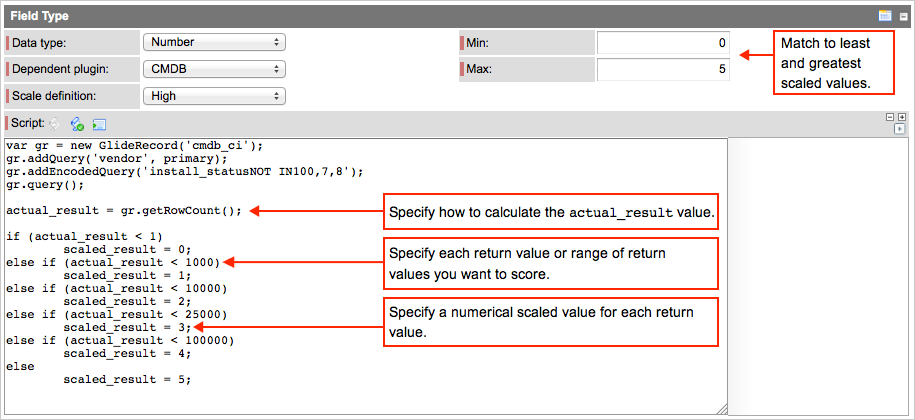 Field Type
Data type:
Number
Min:
0
Match to least
and greatest
scaled values.
Dependent plugin:
CMDB
Max:
5
Scale definition:
High
Script:
var gr = new GlideRecord('cmdb_ci');
gr.addQuery('vendor', primary);
gr.addEncodedQuery('install_statusNOT IN100,7,8');
gr.query();
actual_result = gr.getRowCount();
Specify how to calculate the actual_result value.
if (actual_result < 1)
scaled_result = 0;
else if (actual_result < 1000)
scaled_result = 1;
Specify each return value or range of return
values you want to score.
else if (actual_result < 10000)
scaled_result = 2;
else if (actual_result < 25000)
scaled_result = 3;
Specify a numerical scaled value for each return
value.
else if (actual_result < 100000)
scaled_result = 4;
else
scaled_result = 5;